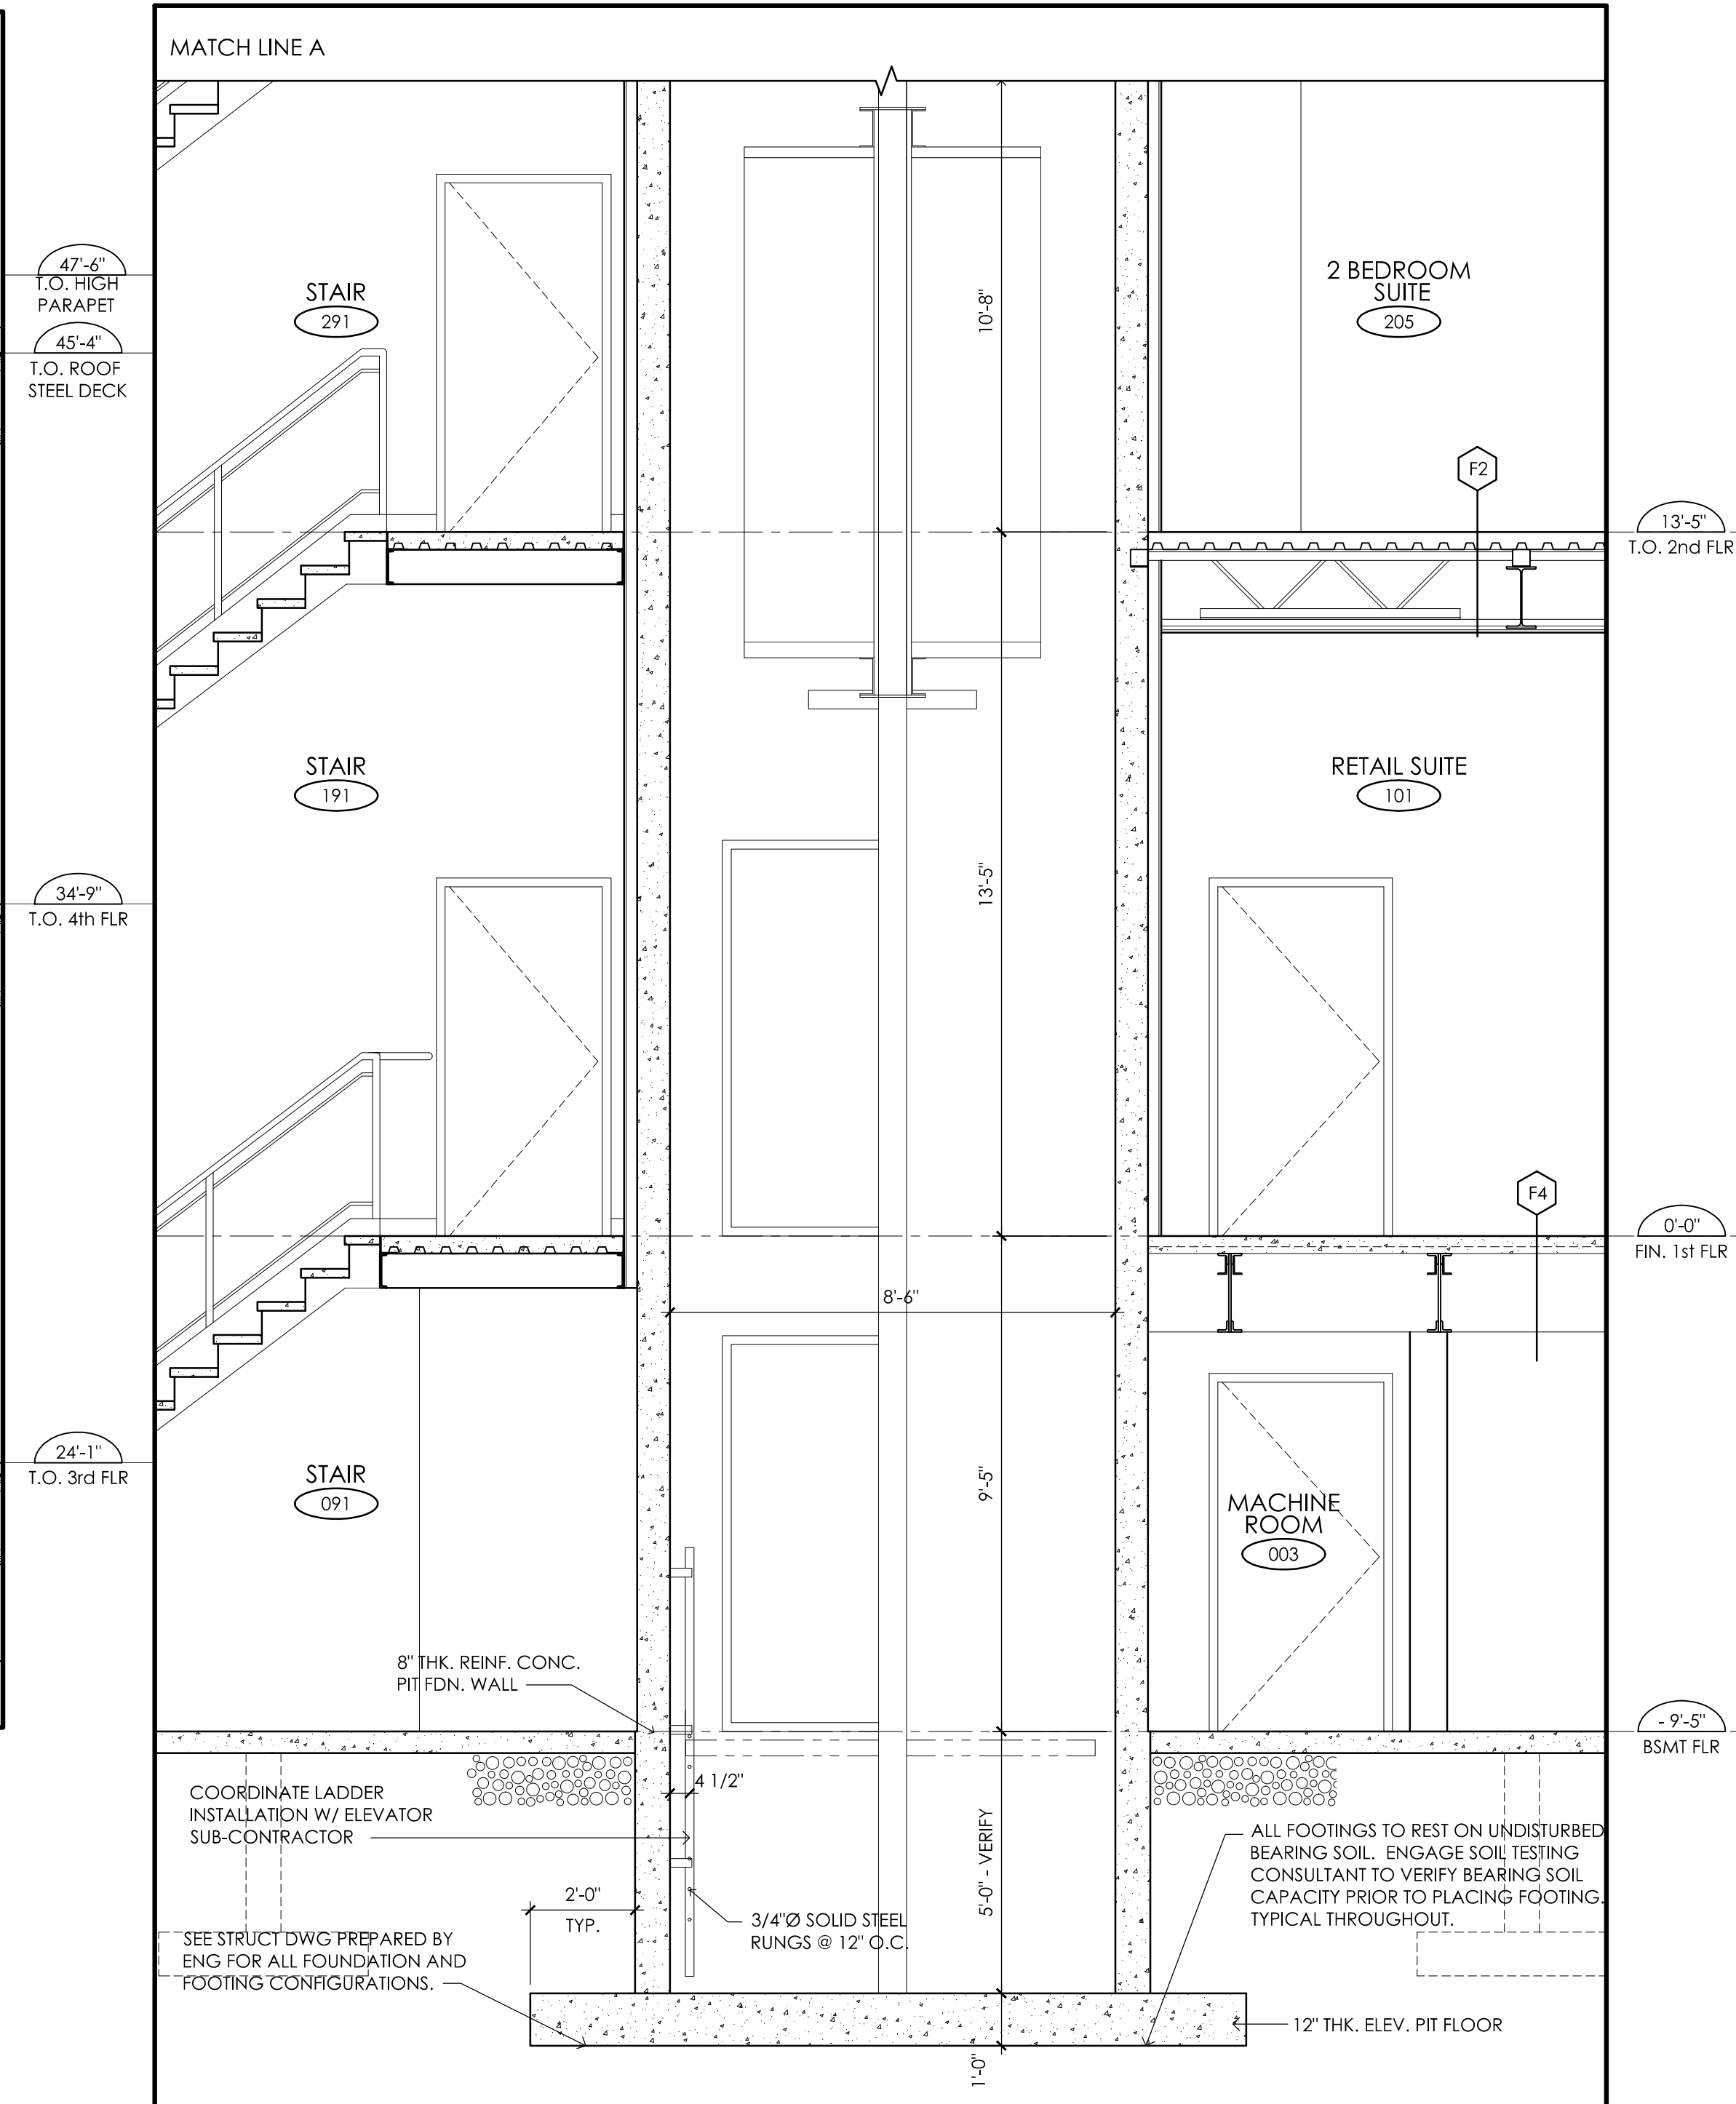 MATCH LINE A
47'-6"
T.O. HIGH
PARAPET
45'-4"
T.O. ROOF
STEEL DECK
STAIR
291
10'-8"
2 BEDROOM
SUITE
205
F2
13'-5"
T.O. 2nd FLR
STAIR
191
RETAIL SUITE
101
13'-5"
34'-9"
T.O. 4th FLR
F4
0'-0"
FIN. 1st FLR
8'-6"
24'-1"
T.O. 3rd FLR
STAIR
091
9'-5"
MACHINE
ROOM
003
8" THK. REINF. CONC.
PIT FDN. WALL
- 9'-5"
BSMT FLR
4 1/2"
COORDINATE LADDER
INSTALLATION W/ ELEVATOR
SUB-CONTRACTOR
5'-0" - VERIFY
ALL FOOTINGS TO REST ON UNDISTURBED
BEARING SOIL. ENGAGE SOIL TESTING
CONSULTANT TO VERIFY BEARING SOIL
CAPACITY PRIOR TO PLACING FOOTING.
TYPICAL THROUGHOUT.
2'-0"
TYP.
3/4"Ø SOLID STEEL
RUNGS @ 12" O.C.
SEE STRUCT DWG PREPARED BY
ENG FOR ALL FOUNDATION AND
FOOTING CONFIGURATIONS.
12" THK. ELEV. PIT FLOOR
1'-0"